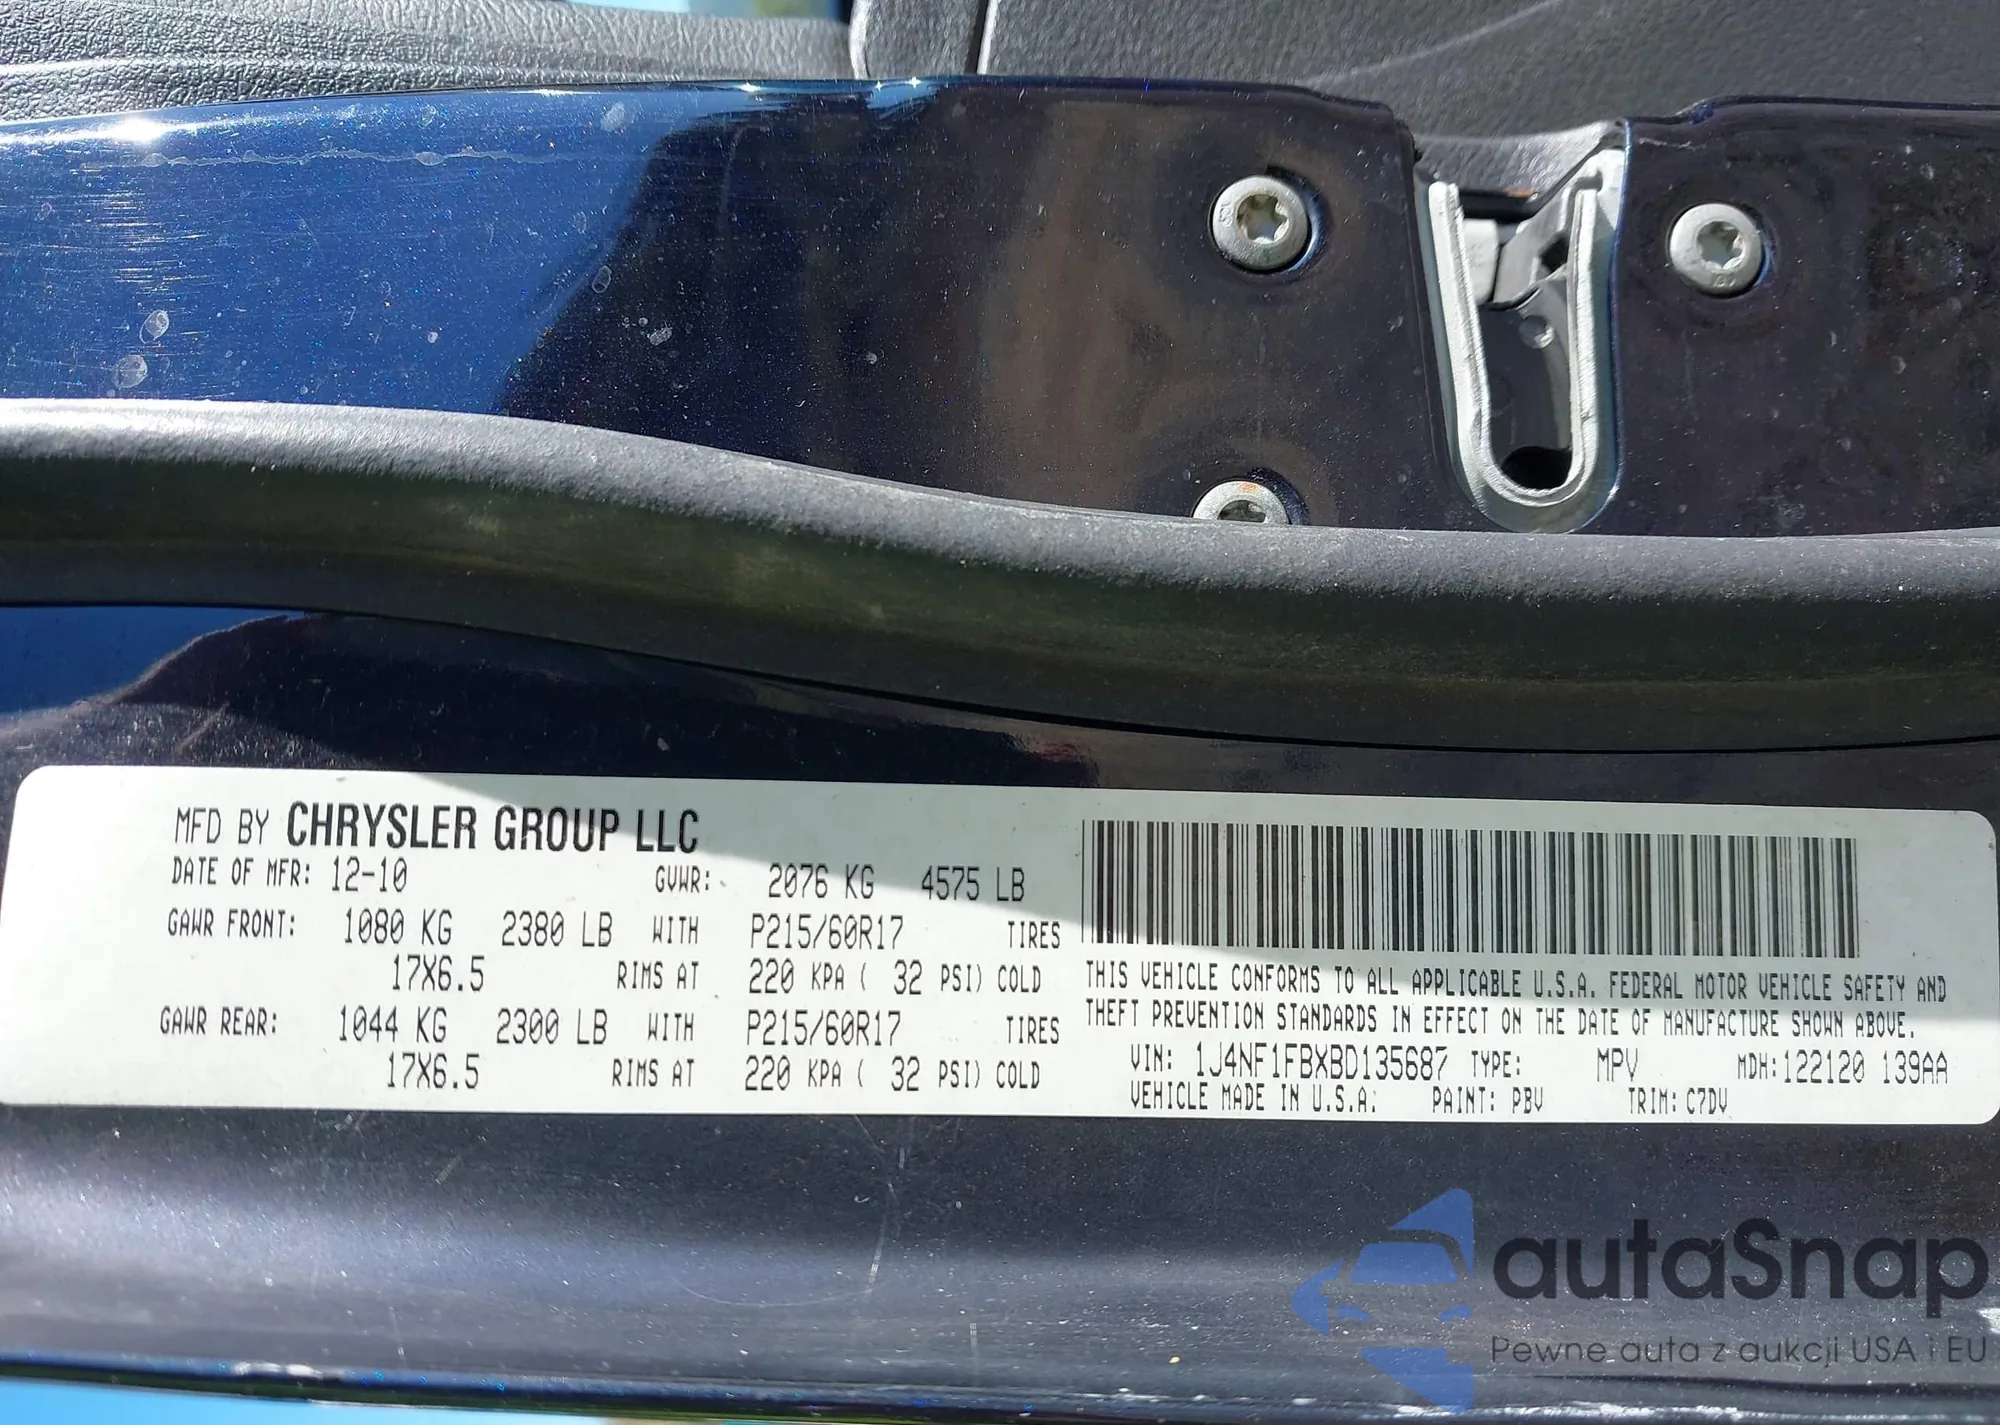 MFD BY CHRYSLER GROUP LLC
DATE OF MFR: 12-10 GVWR: 2076 KG 4575 LB
GAWR FRONT: 1080 KG 2380 LB WITH P215/60R17 TIRES
17X6.5 RIMS AT 220 KPA ( 32 PSI) COLD
GAWR REAR: 1044 KG 2300 LB WITH P215/60R17 TIRES
17X6.5 RIMS AT 220 KPA ( 32 PSI) COLD
THIS VEHICLE CONFORMS TO ALL APPLICABLE U.S.A. FEDERAL MOTOR VEHICLE SAFETY AND
THEFT PREVENTION STANDARDS IN EFFECT ON THE DATE OF MANUFACTURE SHOWN ABOVE.
VIN: 1J4NF1FBXBD135687 TYPE: MPV MDH:122120 139AA
VEHICLE MADE IN U.S.A. PAINT: PBV TRIM: C7DV
autaSnap
Pewne auta z aukcji USA i EU